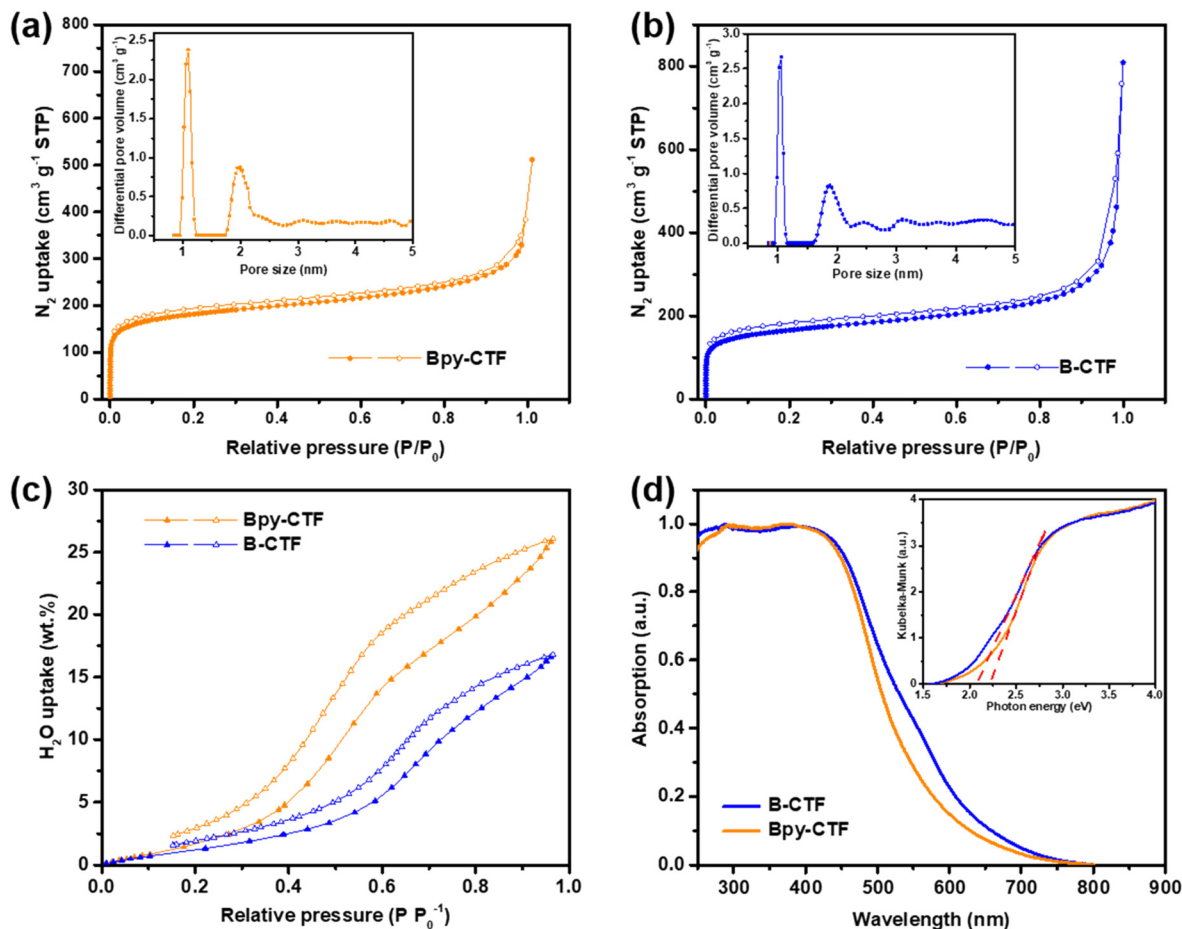 (a)
800
700
600
500
400
300
200
100
0
N₂ uptake (cm³ g⁻¹ STP)
0.0 0.2 0.4 0.6 0.8 1.0
Relative pressure (P/P₀)
Bpy-CTF
2.5
2.0
1.5
1.0
0.5
0.0
Differential pore volume (cm³ g⁻¹)
1 2 3 4 5
Pore size (nm)
(b)
800
600
400
200
0
N₂ uptake (cm³ g⁻¹ STP)
0.0 0.2 0.4 0.6 0.8 1.0
Relative pressure (P/P₀)
B-CTF
3.0
2.5
2.0
1.5
1.0
0.5
0.0
Differential pore volume (cm³ g⁻¹)
1 2 3 4 5
Pore size (nm)
(c)
30
25
20
15
10
5
0
H₂O uptake (wt.%)
0.0 0.2 0.4 0.6 0.8 1.0
Relative pressure (P P₀⁻¹)
Bpy-CTF
B-CTF
(d)
1.0
0.8
0.6
0.4
0.2
0.0
Absorption (a.u.)
300 400 500 600 700 800 900
Wavelength (nm)
B-CTF
Bpy-CTF
4
3
2
1
0
Kubelka-Munk (a.u.)
1.5 2.0 2.5 3.0 3.5 4.0
Photon energy (eV)